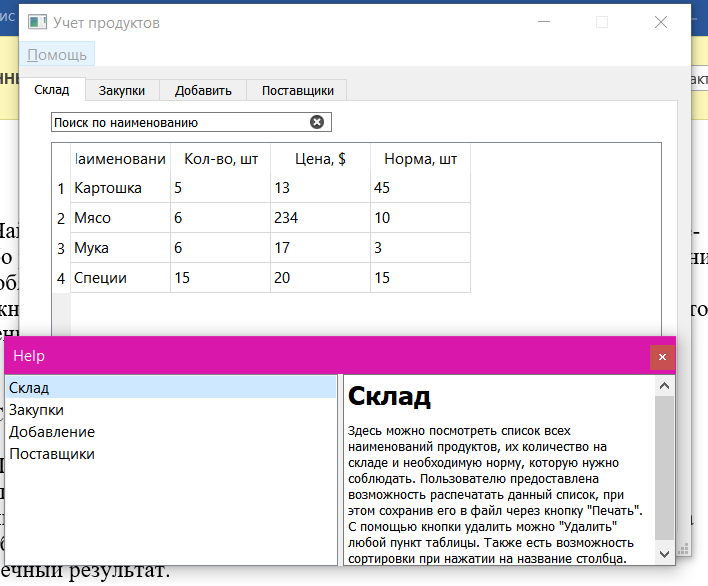 Учет продуктов
Помощь
Склад Закупки Добавить Поставщики
Поиск по наименованию
Кол-во, шт Цена, $ Норма, шт
1 Картошка 5 13 45
2 Мясо 6 234 10
3 Мука 6 17 3
4 Специи 15 20 15
Help
Склад
Закупки
Добавление
Поставщики
Склад
Здесь можно посмотреть список всех
наименований продуктов, их количество на
складе и необходимую норму, которую нужно
соблюдать. Пользователю предоставлена
возможность распечатать данный список, при
этом сохранив его в файл через кнопку "Печать".
С помощью кнопки удалить можно "Удалить"
любой пункт таблицы. Также есть возможность
сортировки при нажатии на название столбца.
результат.